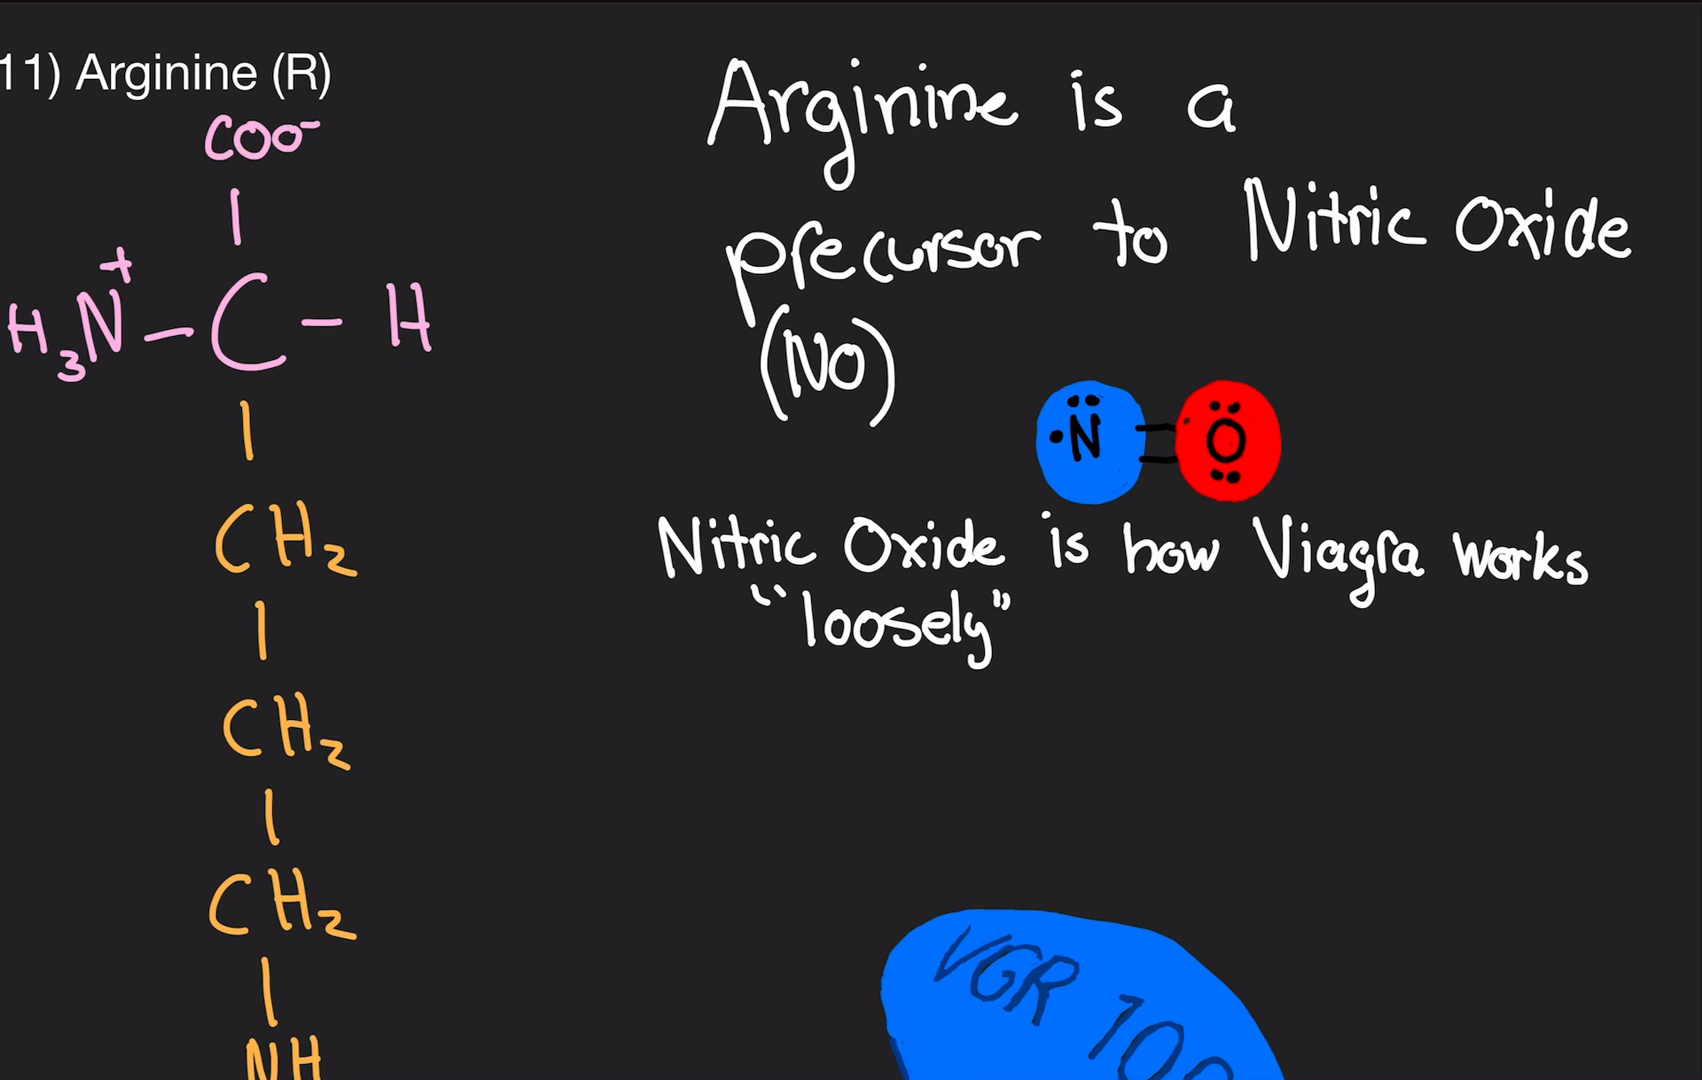 11) Arginine (R)
COO⁻
H₃N⁺ – C – H
CH₂
CH₂
CH₂
NH
Arginine is a
precursor to Nitric Oxide
(NO)
N = O
Nitric Oxide is how Viagra works
"loosely"
VGR 100